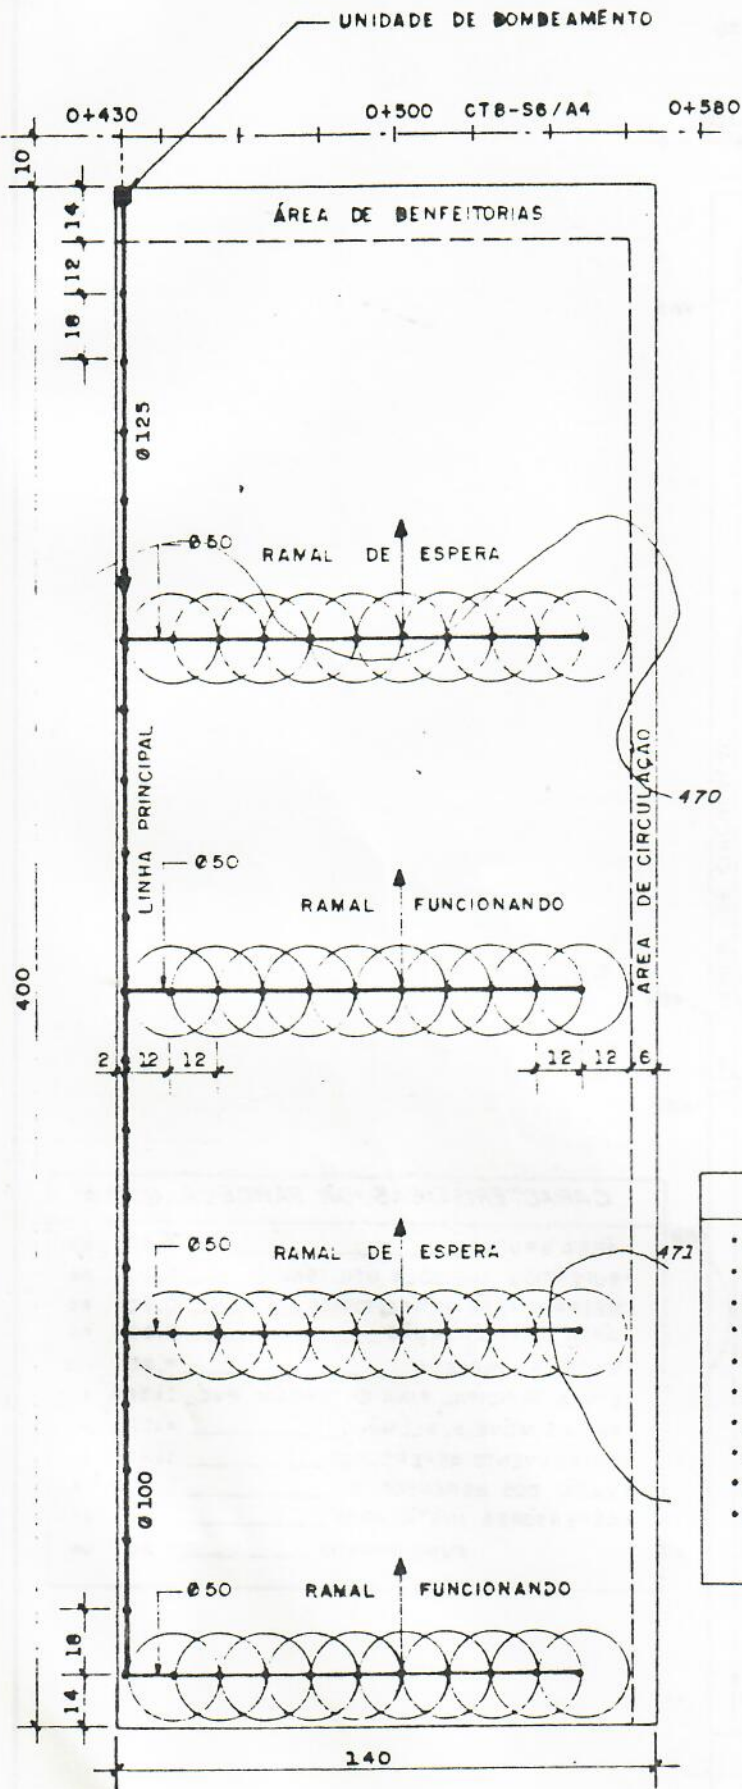 UNIDADE DE BOMBEAMENTO
0+430 0+500 CT8-S6/A4 0+580
10
14
ÁREA DE BENFEITORIAS
12
18
Ø125
Ø50
RAMAL DE ESPERA
LINHA PRINCIPAL
470
ÁREA DE CIRCULAÇÃO
Ø50
RAMAL FUNCIONANDO
400
2 12 12 12 12 6
Ø50
RAMAL DE ESPERA
471
Ø100
Ø50
RAMAL FUNCIONANDO
18
14
140